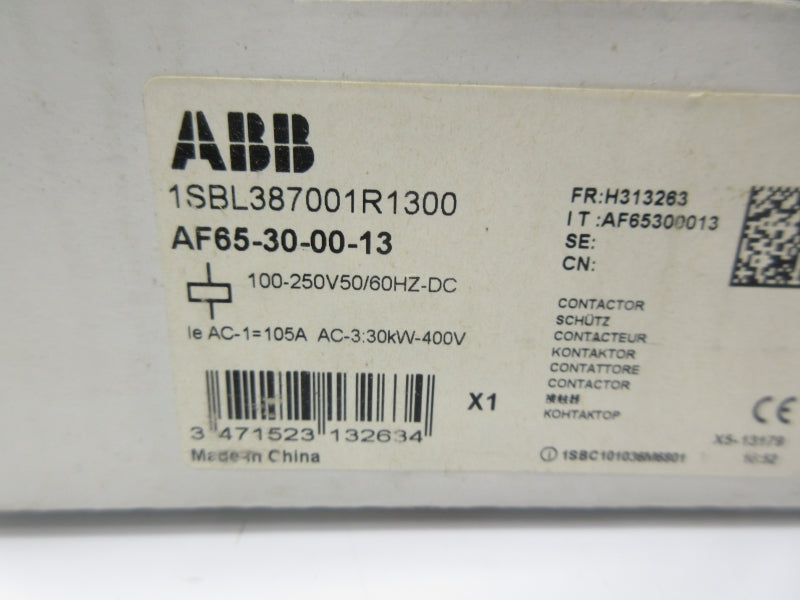 ABB
1SBL387001R1300
AF65-30-00-13
100-250V50/60HZ-DC
Ie AC-1=105A AC-3:30kW-400V
3 471523 132634
Made in China
X1
FR:H313263
IT:AF65300013
SE:
CN:
CONTACTOR
SCHÜTZ
CONTACTEUR
KONTAKTOR
CONTATTORE
CONTACTOR
接触器
KOHTAKTOP
CE
X5-13179
1SBC101036M6801